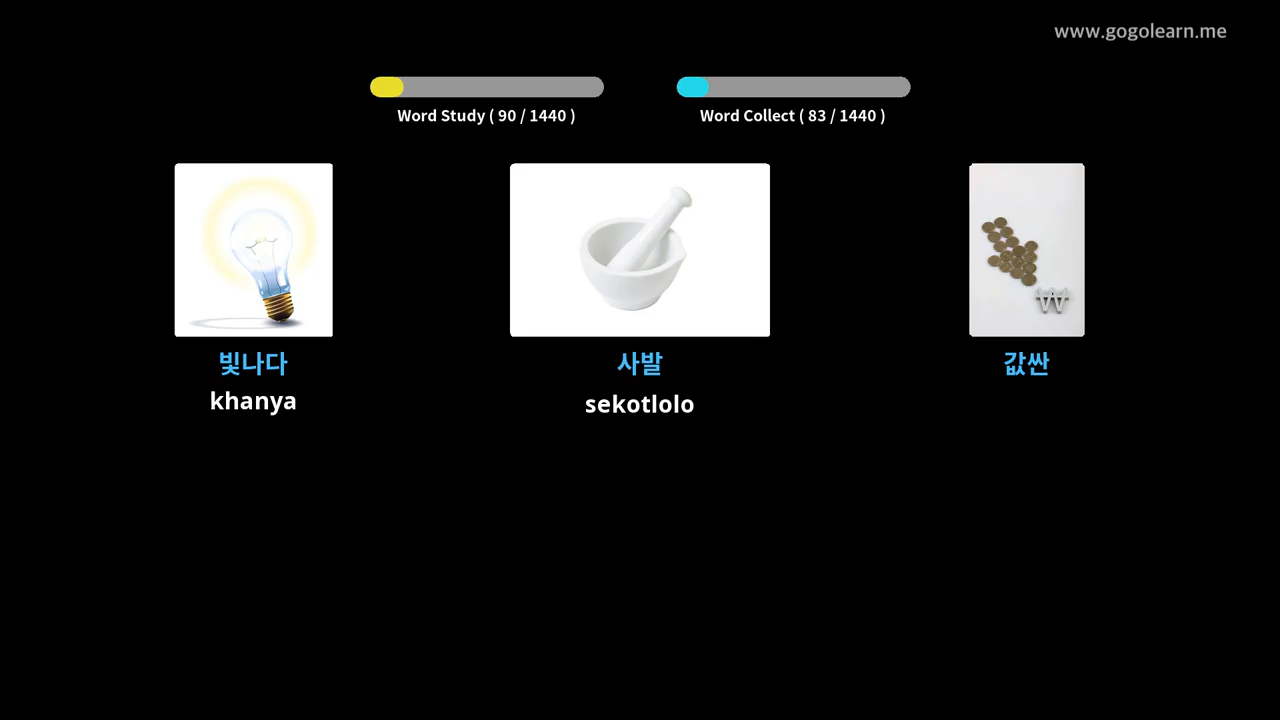 www.gogolearn.me
Word Study ( 90 / 1440 )
Word Collect ( 83 / 1440 )
빛나다
사발
값싼
khanya
sekotlolo
₩